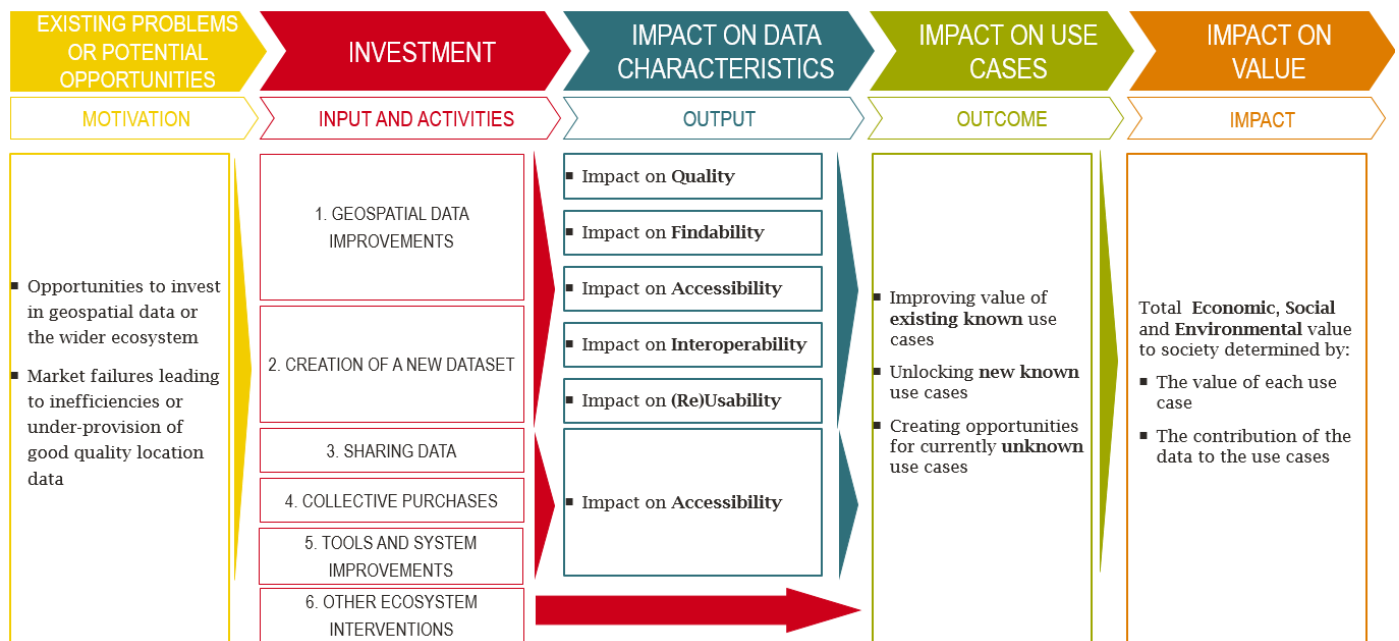 EXISTING PROBLEMS
OR POTENTIAL
OPPORTUNITIES
INVESTMENT
IMPACT ON DATA
CHARACTERISTICS
IMPACT ON USE
CASES
IMPACT ON
VALUE
MOTIVATION
INPUT AND ACTIVITIES
OUTPUT
OUTCOME
IMPACT
▪ Opportunities to invest
in geospatial data or
the wider ecosystem
▪ Market failures leading
to inefficiencies or
under-provision of
good quality location
data
1. GEOSPATIAL DATA
IMPROVEMENTS
2. CREATION OF A NEW DATASET
3. SHARING DATA
4. COLLECTIVE PURCHASES
5. TOOLS AND SYSTEM
IMPROVEMENTS
6. OTHER ECOSYSTEM
INTERVENTIONS
▪ Impact on Quality
▪ Impact on Findability
▪ Impact on Accessibility
▪ Impact on Interoperability
▪ Impact on (Re)Usability
▪ Impact on Accessibility
▪ Improving value of
existing known use
cases
▪ Unlocking new known
use cases
▪ Creating opportunities
for currently unknown
use cases
Total Economic, Social
and Environmental value
to society determined by:
▪ The value of each use
case
▪ The contribution of the
data to the use cases